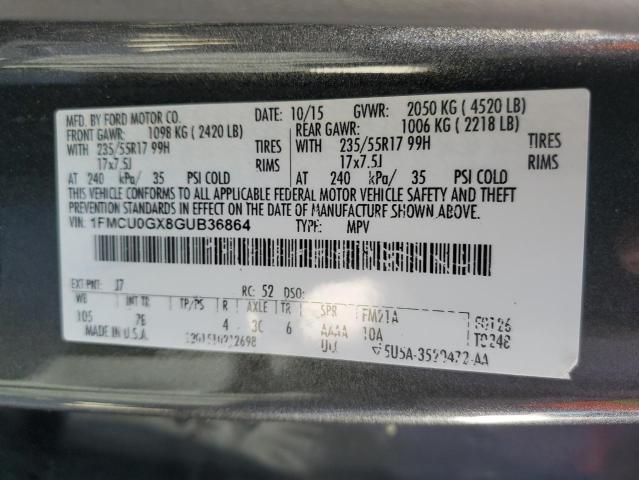 MFD. BY FORD MOTOR CO.
DATE: 10/15 GVWR: 2050 KG ( 4520 LB)
FRONT GAWR: 1098 KG ( 2420 LB) REAR GAWR: 1006 KG ( 2218 LB)
WITH 235/55R17 99H TIRES WITH 235/55R17 99H TIRES
17x7.5J RIMS 17x7.5J RIMS
AT 240 kPa/ 35 PSI COLD AT 240 kPa/ 35 PSI COLD
THIS VEHICLE CONFORMS TO ALL APPLICABLE FEDERAL MOTOR VEHICLE SAFETY AND THEFT
PREVENTION STANDARDS IN EFFECT ON THE DATE OF MANUFACTURE SHOWN ABOVE.
VIN: 1FMCU0GX8GUB36864 TYPE: MPV
EXT PNT: J7 RC: 52 DSO:
WB INT TR TP/PS R AXLE TR SPR FM21A
105 4 3C 6 AAAA 10A
MADE IN U.S.A.